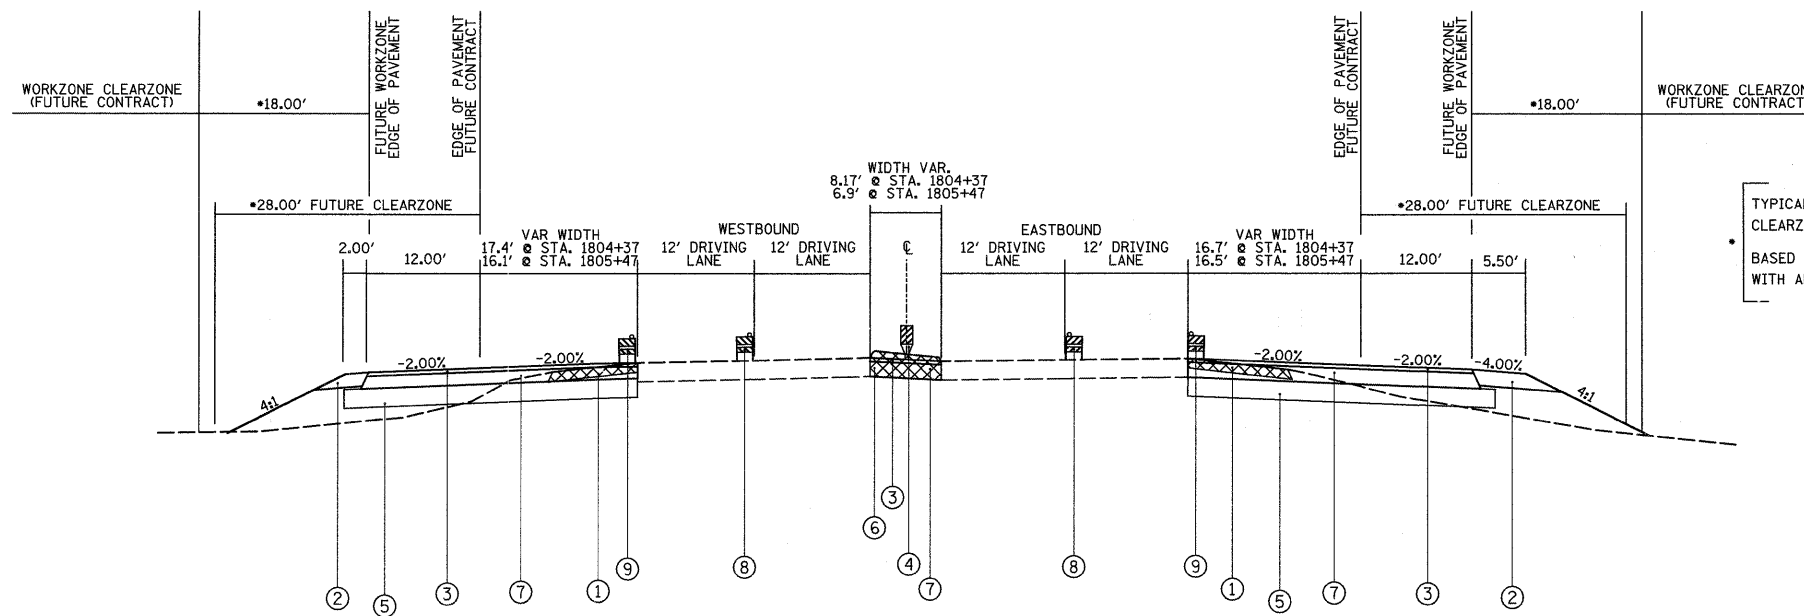 WORKZONE CLEARZONE
(FUTURE CONTRACT)
*18.00'
FUTURE WORKZONE
EDGE OF PAVEMENT
EDGE OF PAVEMENT
FUTURE CONTRACT
EDGE OF PAVEMENT
FUTURE CONTRACT
FUTURE WORKZONE
EDGE OF PAVEMENT
*18.00'
WORKZONE CLEARZON
(FUTURE CONTRACT
WIDTH VAR.
8.17' @ STA. 1804+37
6.9' @ STA. 1805+47
*28.00' FUTURE CLEARZONE
*28.00' FUTURE CLEARZONE
TYPICAL
CLEARZ
*
BASED
WITH A
2.00'
12.00'
VAR WIDTH
17.4' @ STA. 1804+37
16.1' @ STA. 1805+47
WESTBOUND
12' DRIVING
LANE
12' DRIVING
LANE
℄
EASTBOUND
12' DRIVING
LANE
12' DRIVING
LANE
VAR WIDTH
16.7' @ STA. 1804+37
16.5' @ STA. 1805+47
12.00'
5.50'
-2.00%
-2.00%
-2.00%
-2.00%
-4.00%
4:1
4:1
2
5
3
7
1
9
8
6
3
4
7
8
9
1
5
7
3
2